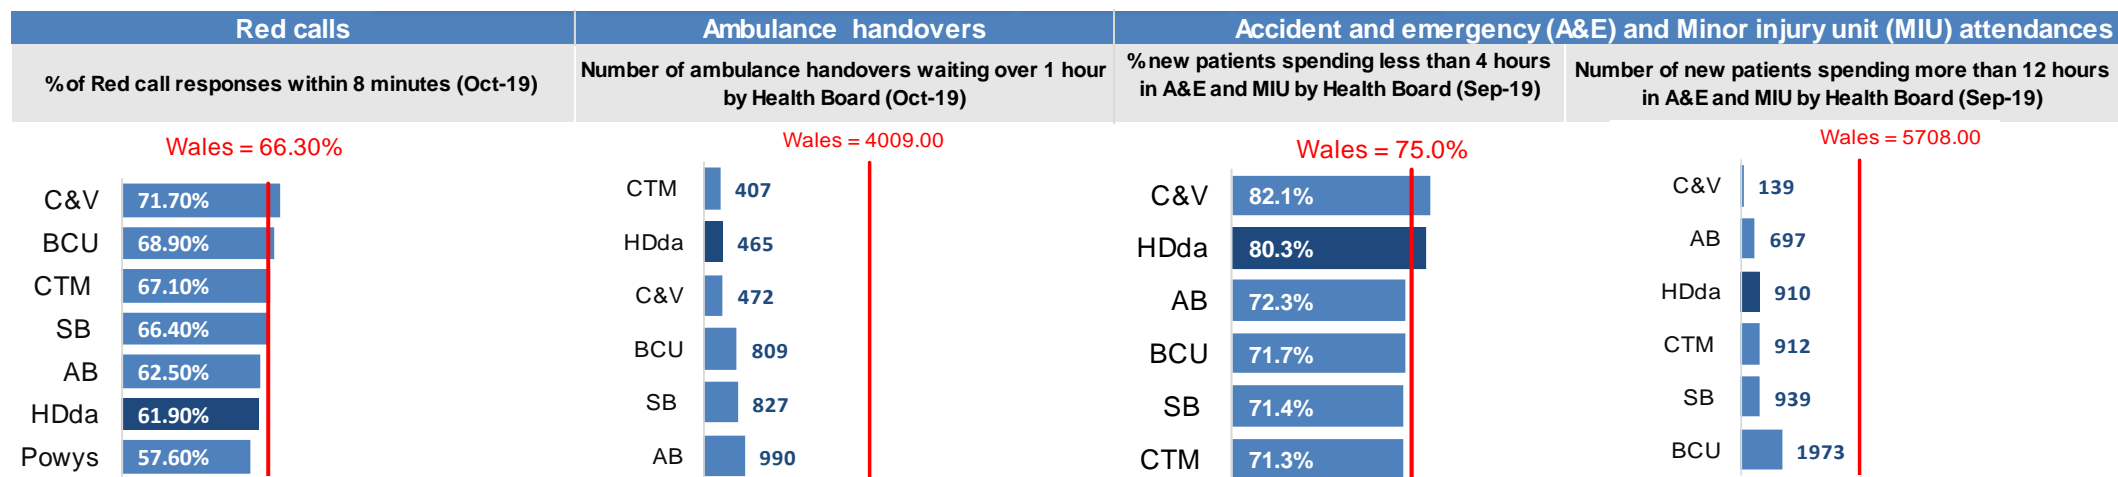 Red calls
Ambulance handovers
Accident and emergency (A&E) and Minor injury unit (MIU) attendances
% of Red call responses within 8 minutes (Oct-19)
Number of ambulance handovers waiting over 1 hour
by Health Board (Oct-19)
% new patients spending less than 4 hours
in A&E and MIU by Health Board (Sep-19)
Number of new patients spending more than 12 hours
in A&E and MIU by Health Board (Sep-19)
Wales = 66.30%
C&V 71.70%
BCU 68.90%
CTM 67.10%
SB 66.40%
AB 62.50%
HDda 61.90%
Powys 57.60%
Wales = 4009.00
CTM 407
HDda 465
C&V 472
BCU 809
SB 827
AB 990
Wales = 75.0%
C&V 82.1%
HDda 80.3%
AB 72.3%
BCU 71.7%
SB 71.4%
CTM 71.3%
Wales = 5708.00
C&V 139
AB 697
HDda 910
CTM 912
SB 939
BCU 1973